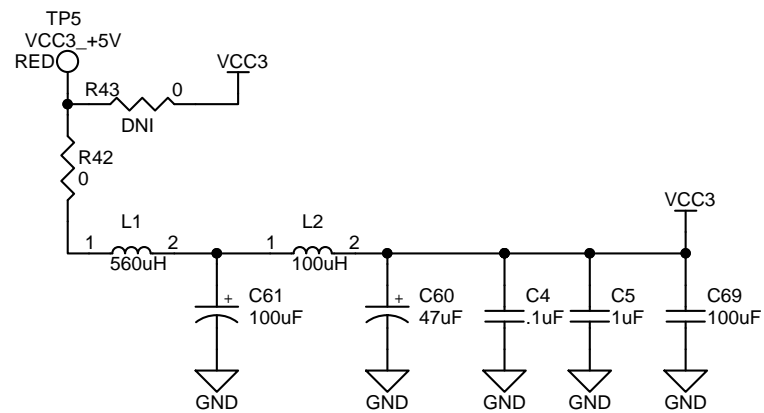 TP5
VCC3_+5V
RED
R43 0
DNI
VCC3
R42
0
L1
1 2
560uH
L2
1 2
100uH
VCC3
C61
100uF
+
C60
47uF
+
C4
.1uF
C5
1uF
C69
100uF
GND
GND
GND
GND
GND